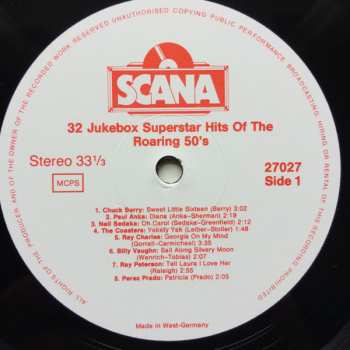 ALL RIGHTS OF THE PRODUCER AND OF THE OWNER OF THE RECORDED WORK RESERVED UNAUTHORISED COPYING PUBLIC PERFORMANCE, BROADCASTING, HIRING OR RENTAL OF THIS RECORD PROHIBITED
SCANA
32 Jukebox Superstar Hits Of The
Roaring 50's
Stereo 33 1/3
27027
MCPS
Side 1
1. Chuck Berry: Sweet Little Sixteen (Berry) 3:02
2. Paul Anka: Diana (Anka-Sherman) 2:19
3. Neil Sedaka: Oh Carol (Sedaka-Greenfield) 2:12
4. The Coasters: Yakety Yak (Leiber-Stoller) 1:48
5. Ray Charles: Georgia On My Mind
(Gorrell-Carmichael) 3:35
6. Billy Vaughn: Sail Along Silvery Moon
(Wenrich-Tobias) 2:07
7. Ray Peterson: Tell Laura I Love Her
(Raleigh) 2:55
8. Perez Prado: Patricia (Prado) 2:05
Made in West-Germany